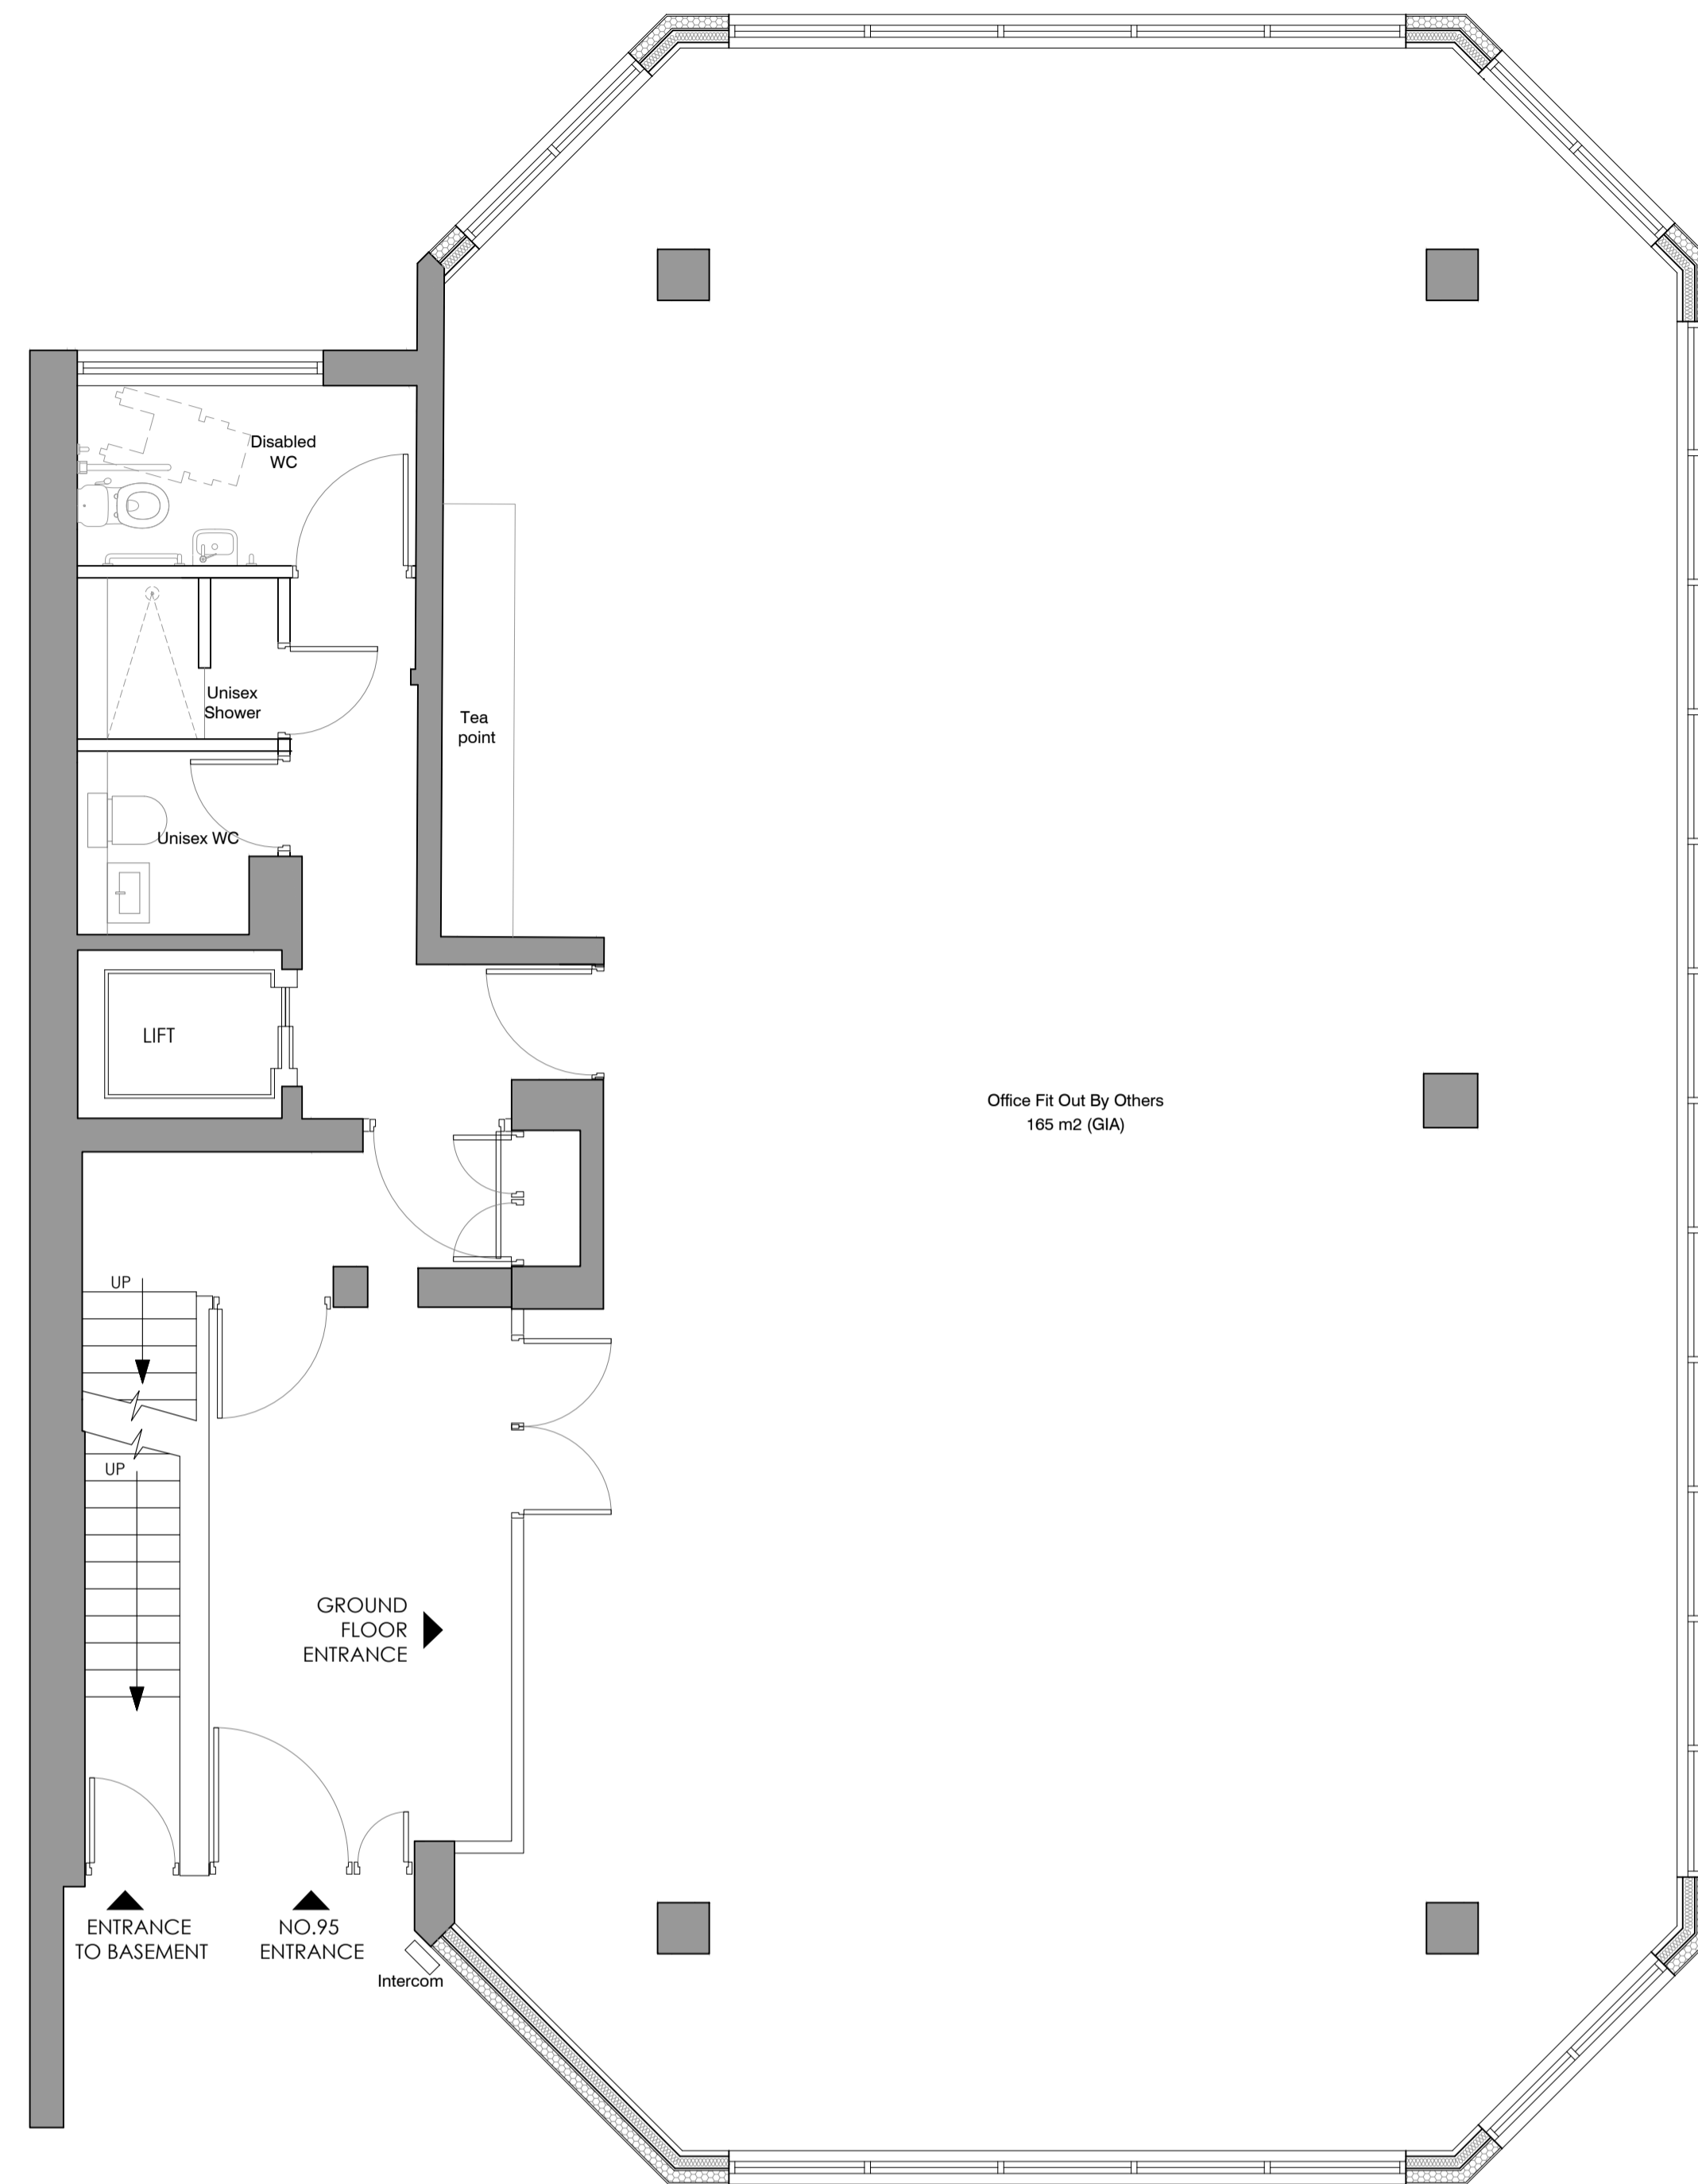 Disabled
WC
Unisex
Shower
Tea
point
Unisex WC
LIFT
Office Fit Out By Others
165 m2 (GIA)
UP
UP
GROUND
FLOOR
ENTRANCE
ENTRANCE
TO BASEMENT
NO.95
ENTRANCE
Intercom